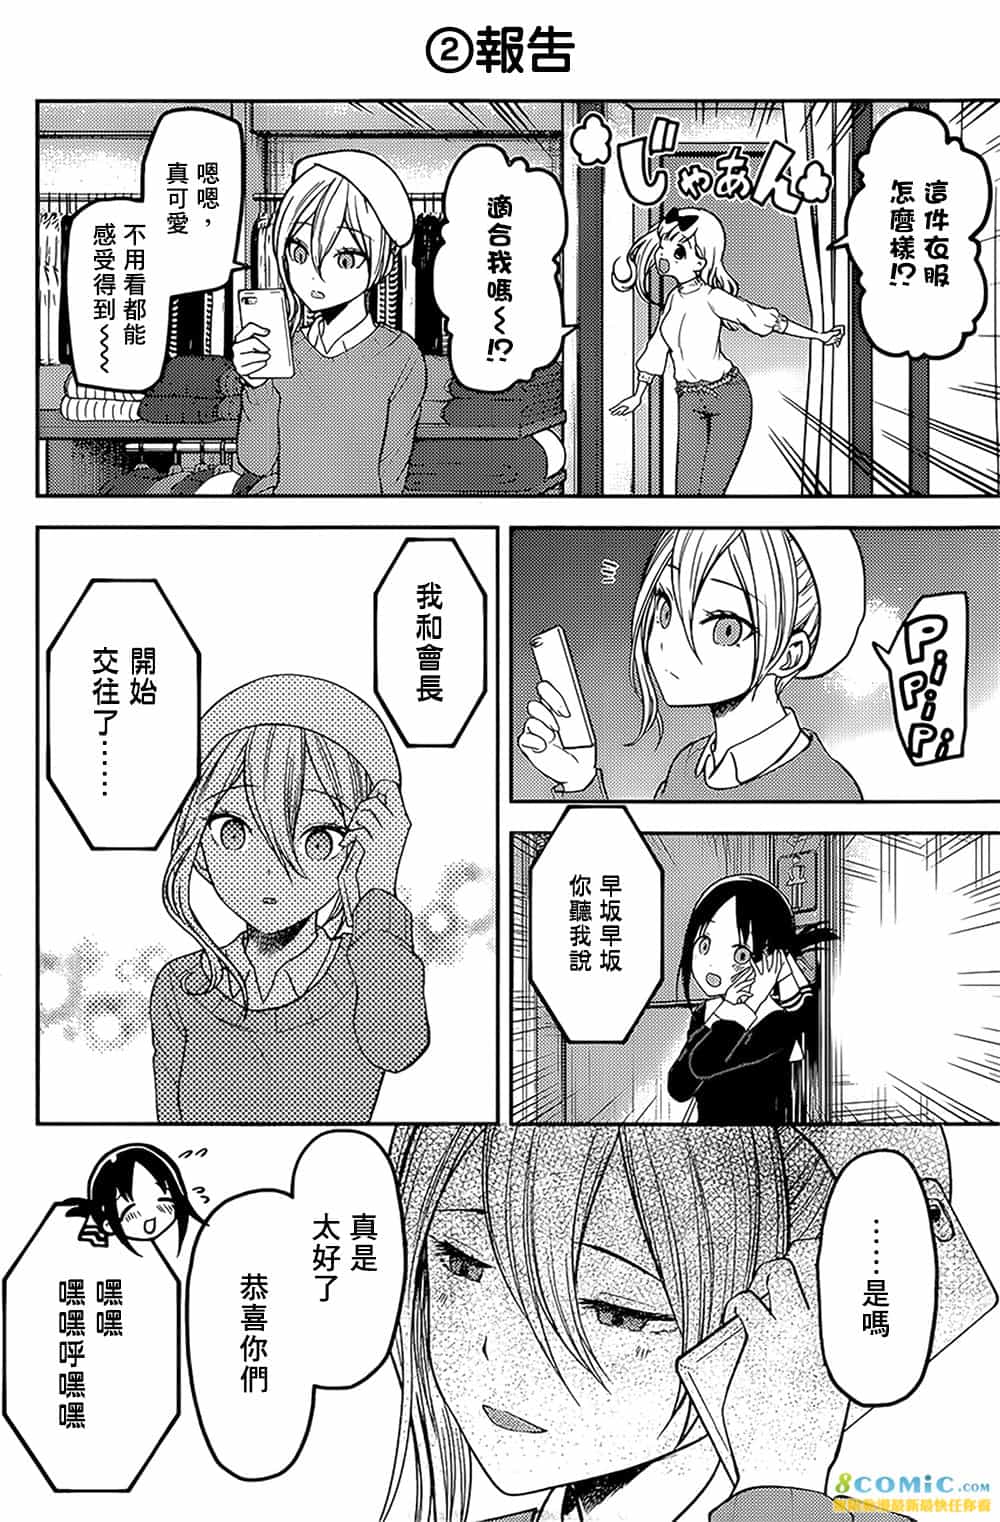 ②報告
這件衣服
怎麼樣!?
じゃあーん
適合我嗎～!?
嗯嗯，
真可愛
不用看都能
感受得到～～～
Pi
Pi
Pi
Pi
早坂早坂
你聽我說
我和會長
開始
交往了……
……是嗎
真是
太好了
恭喜你們
嘿嘿
嘿嘿呼嘿嘿
8COMIC.COM